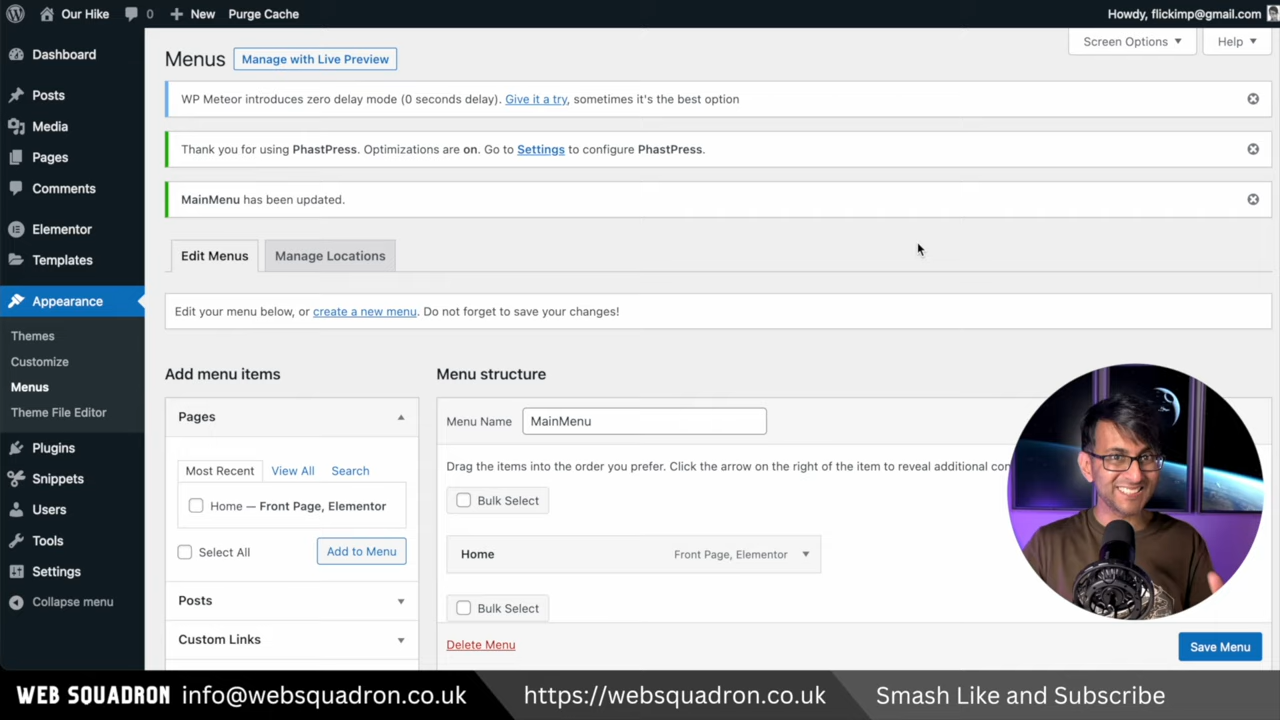 Our Hike 0 New Purge Cache Howdy, flickimp@gmail.com
Screen Options Help
Dashboard
Posts
Media
Pages
Comments
Elementor
Templates
Appearance
Themes
Customize
Menus
Theme File Editor
Plugins
Snippets
Users
Tools
Settings
Collapse menu
Menus Manage with Live Preview
WP Meteor introduces zero delay mode (0 seconds delay). Give it a try, sometimes it's the best option
Thank you for using PhastPress. Optimizations are on. Go to Settings to configure PhastPress.
MainMenu has been updated.
Edit Menus Manage Locations
Edit your menu below, or create a new menu. Do not forget to save your changes!
Add menu items
Pages
Most Recent View All Search
Home — Front Page, Elementor
Select All Add to Menu
Posts
Custom Links
Menu structure
Menu Name MainMenu
Drag the items into the order you prefer. Click the arrow on the right of the item to reveal additional
Bulk Select
Home Front Page, Elementor
Bulk Select
Delete Menu Save Menu
WEB SQUADRON info@websquadron.co.uk https://websquadron.co.uk Smash Like and Subscribe